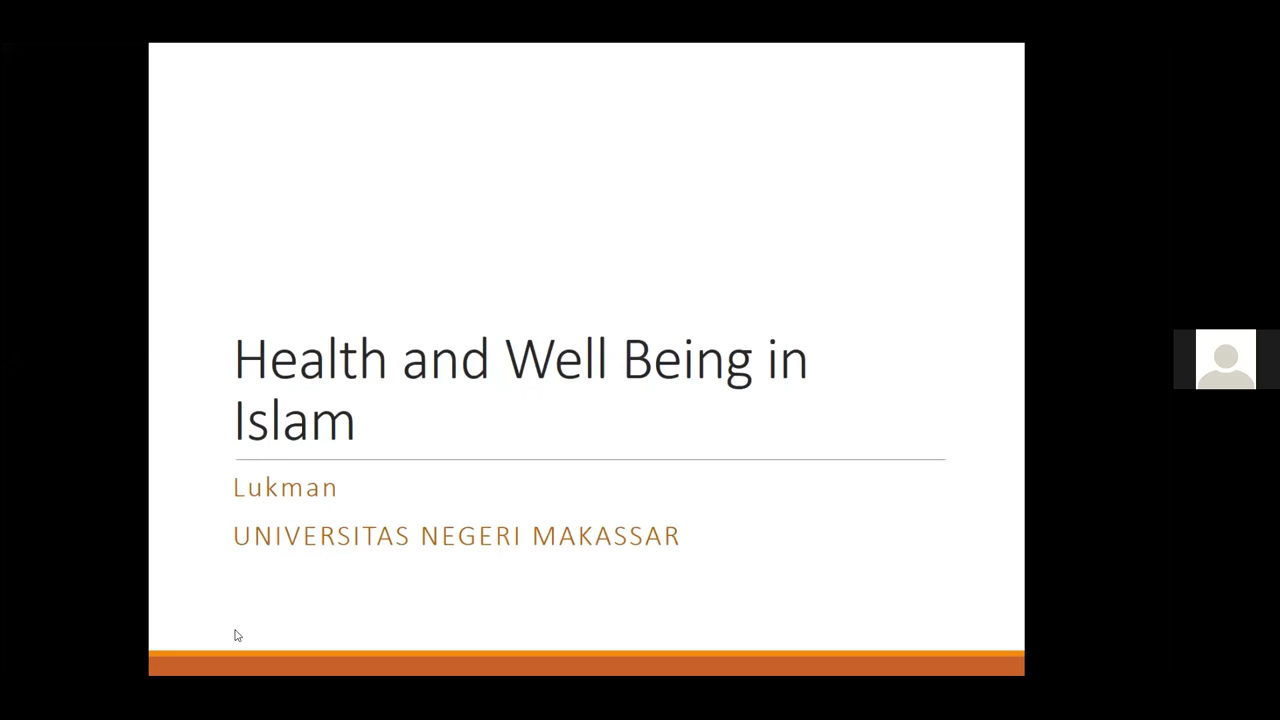 Health and Well Being in
Islam
Lukman
UNIVERSITAS NEGERI MAKASSAR